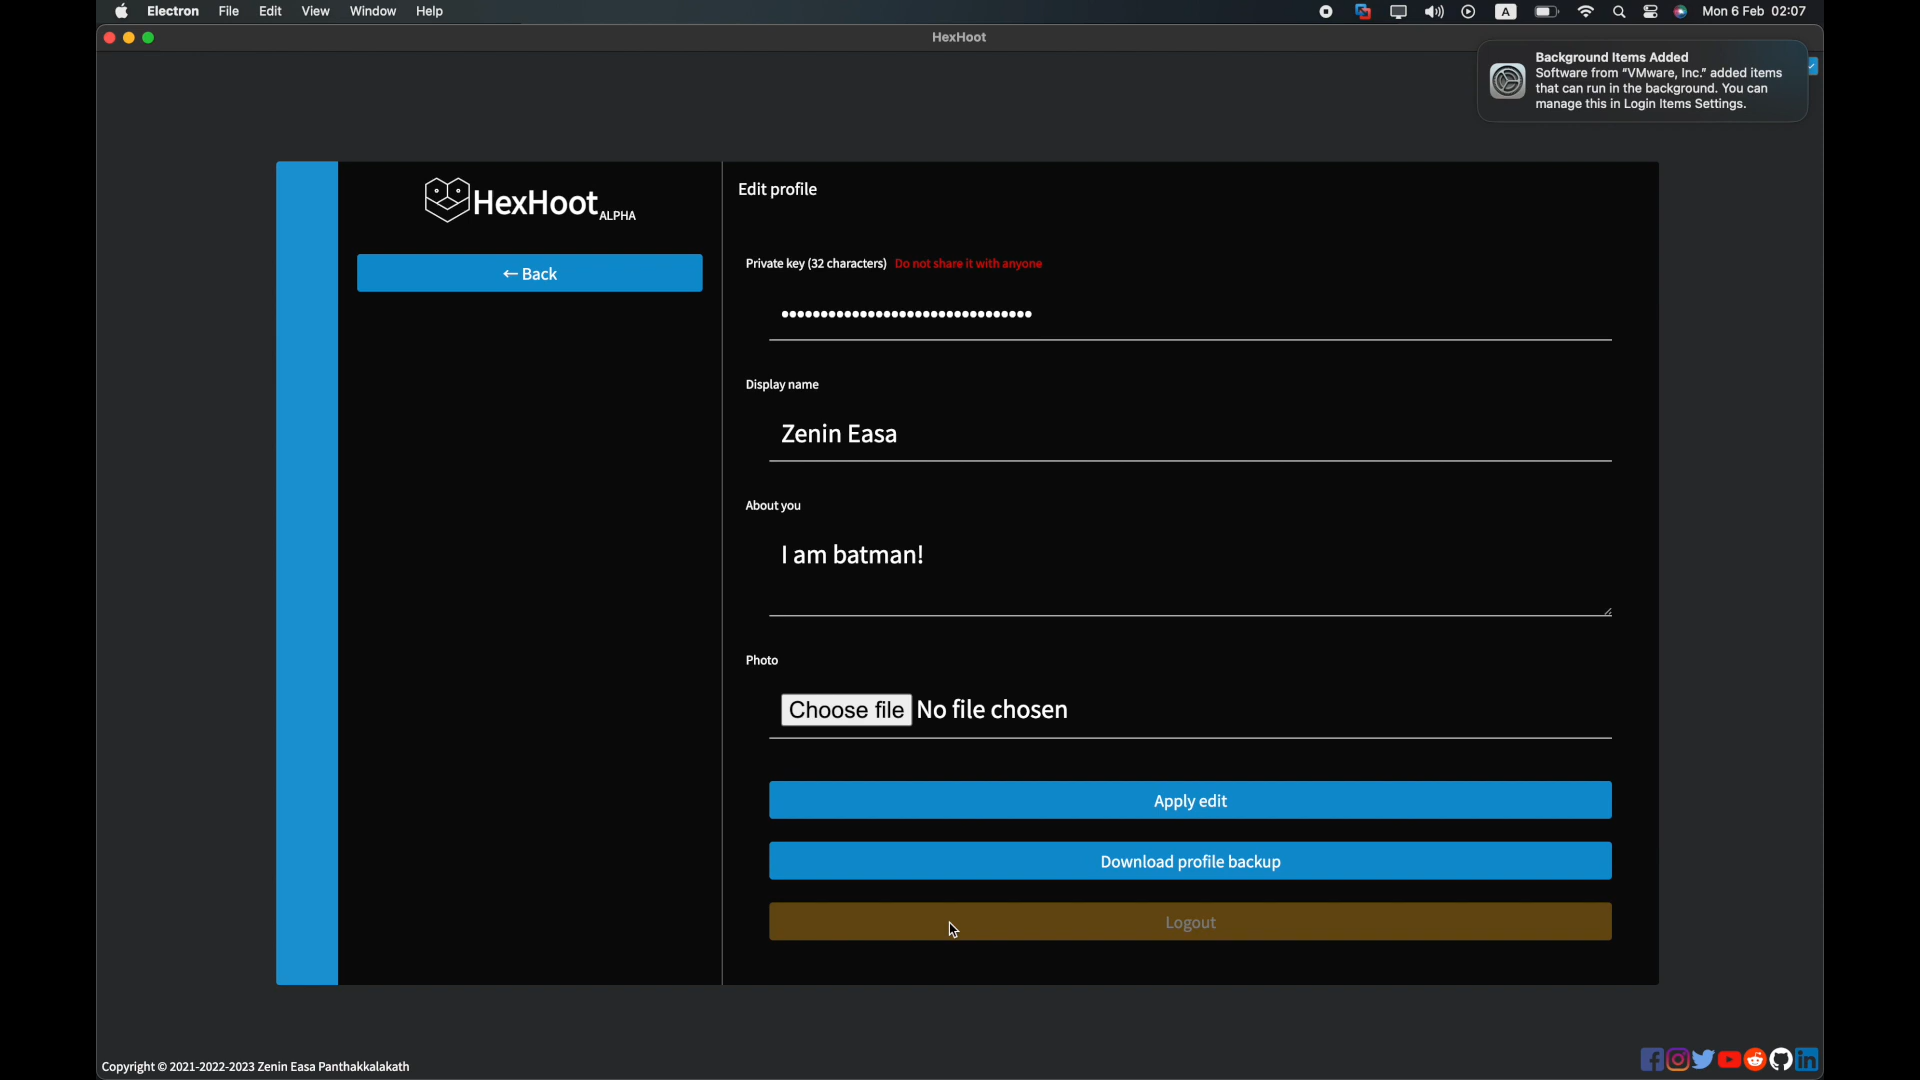 Electron File Edit View Window Help
A Mon 6 Feb 02:07
HexHoot
Background Items Added
Software from "VMware, Inc." added items
that can run in the background. You can
manage this in Login Items Settings.
HexHoot ALPHA
← Back
Edit profile
Private key (32 characters) Do not share it with anyone
••••••••••••••••••••••••••••••••
Display name
Zenin Easa
About you
I am batman!
Photo
Choose file No file chosen
Apply edit
Download profile backup
Logout
Copyright © 2021-2022-2023 Zenin Easa Panthakkalakath